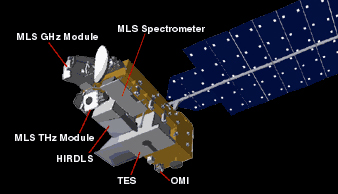 MLS GHz Module
MLS Spectrometer
MLS THz Module
HIRDLS
TES
OMI